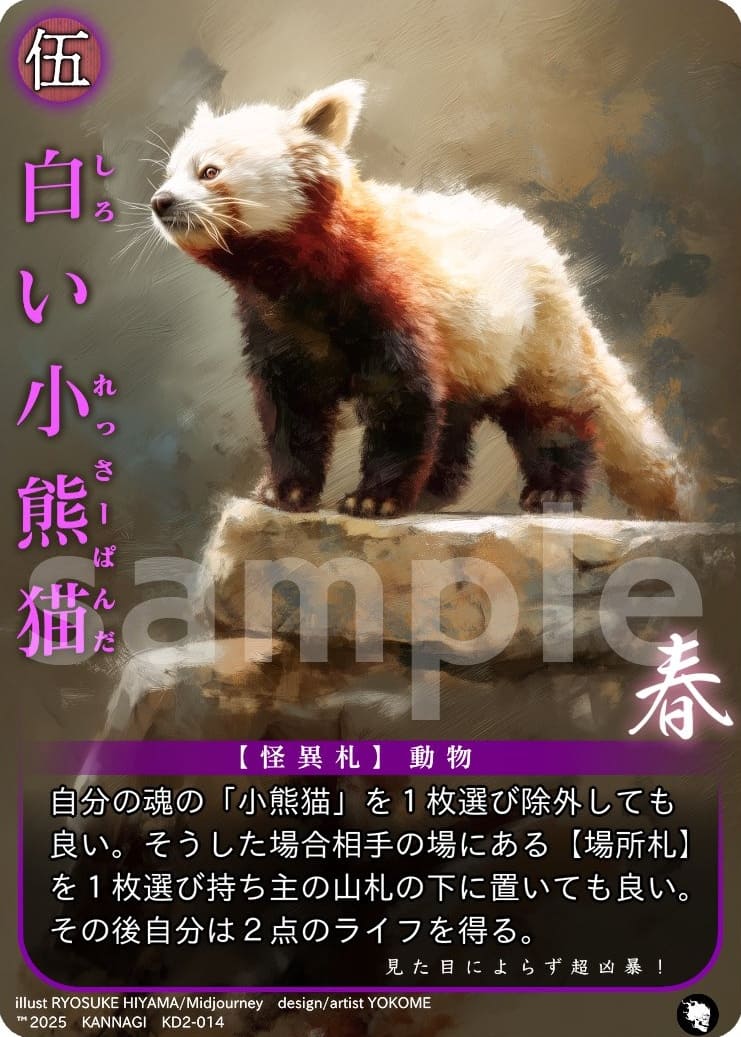 伍
白い小熊猫
しろ
れっさーぱんだ
sample
春
【怪異札】動物
自分の魂の「小熊猫」を１枚選び除外しても
良い。そうした場合相手の場にある【場所札】
を１枚選び持ち主の山札の下に置いても良い。
その後自分は２点のライフを得る。
見た目によらず超凶暴！
illust RYOSUKE HIYAMA/Midjourney　design/artist YOKOME
™2025　KANNAGI　KD2-014